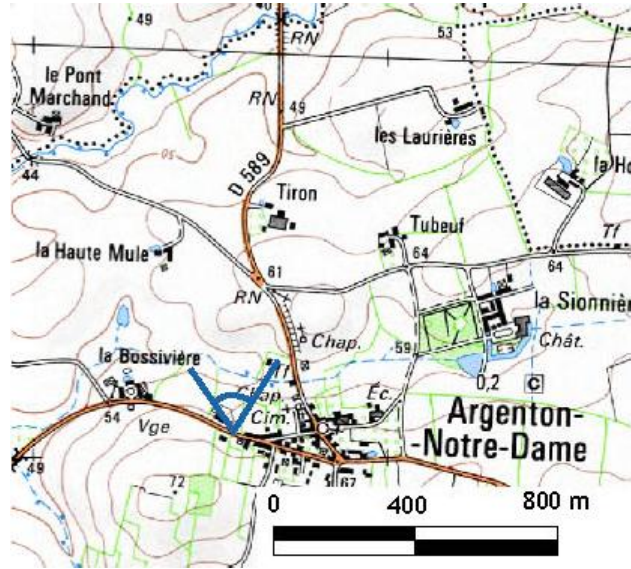 49
53
RN
le Pont
Marchand
RN
49
les Laurières
D 589
44
Tiron
la Ho
Tubeuf
64
64
Tf
la Haute Mule
61
RN
la Sionnièr
Chap.
59
Chât.
la Bossivière
0,2
C
Chap.
Éc.
Cim.
54
Vge
Argenton-
-Notre-Dame
49
72
67
0
400
800 m